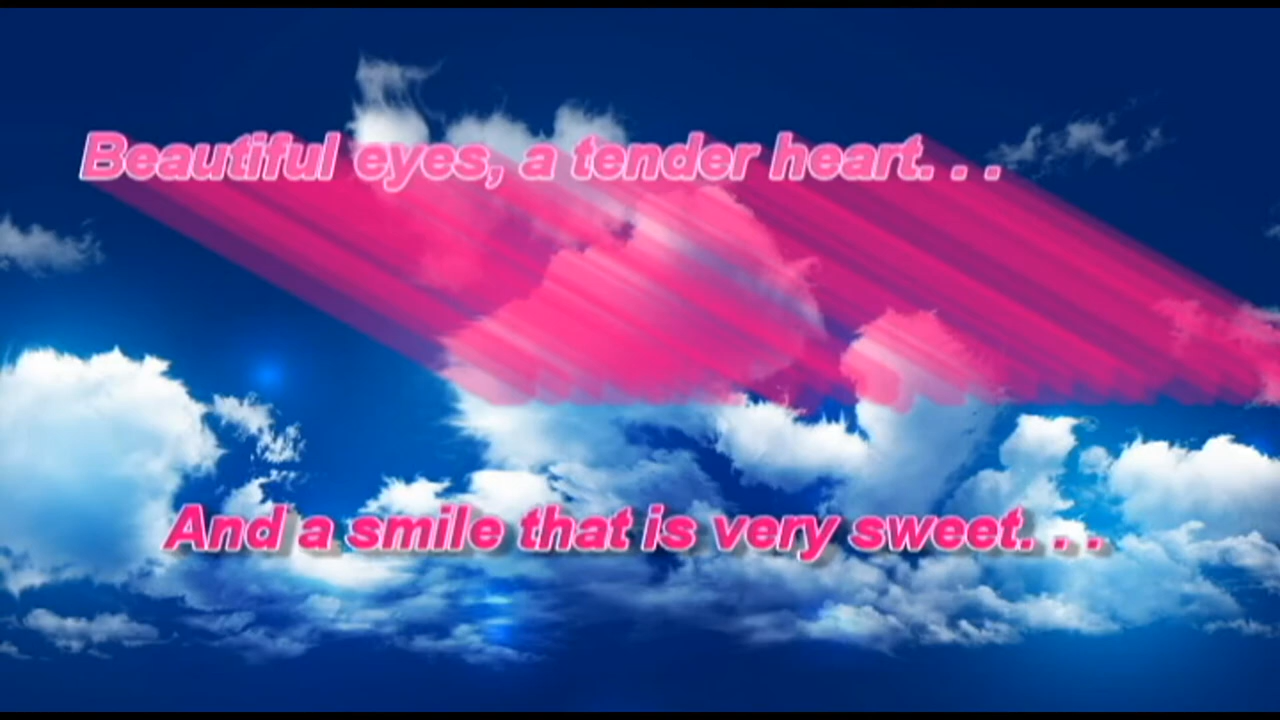 Beautiful eyes, a tender heart. . .
And a smile that is very sweet. . .